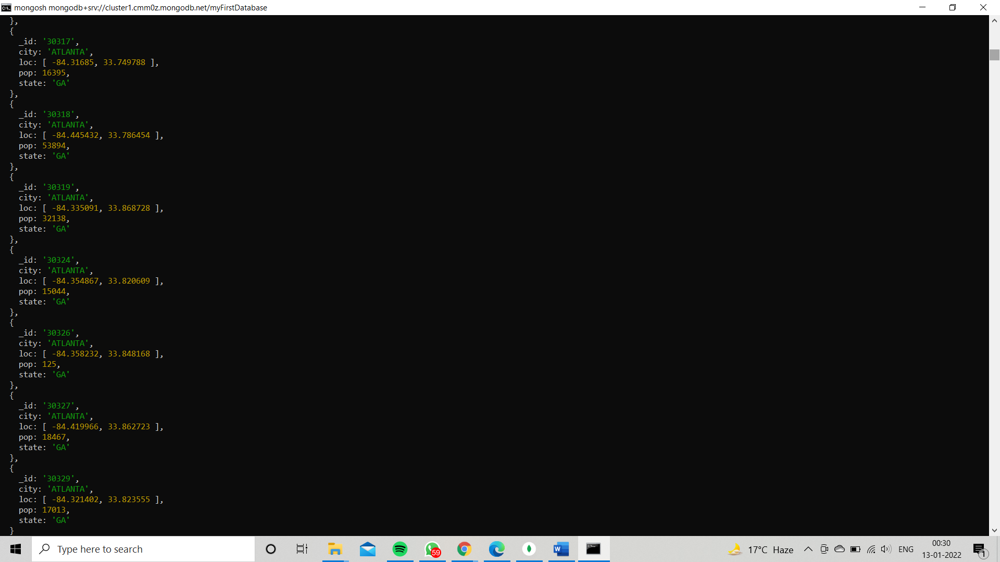 mongosh mongodb+srv://cluster1.cmm0z.mongodb.net/myFirstDatabase
},
{
_id: '30317',
city: 'ATLANTA',
loc: [ -84.31685, 33.749788 ],
pop: 16395,
state: 'GA'
},
{
_id: '30318',
city: 'ATLANTA',
loc: [ -84.445432, 33.786454 ],
pop: 53894,
state: 'GA'
},
{
_id: '30319',
city: 'ATLANTA',
loc: [ -84.335091, 33.868728 ],
pop: 32138,
state: 'GA'
},
{
_id: '30324',
city: 'ATLANTA',
loc: [ -84.354867, 33.820609 ],
pop: 15044,
state: 'GA'
},
{
_id: '30326',
city: 'ATLANTA',
loc: [ -84.358232, 33.848168 ],
pop: 125,
state: 'GA'
},
{
_id: '30327',
city: 'ATLANTA',
loc: [ -84.419966, 33.862723 ],
pop: 18467,
state: 'GA'
},
{
_id: '30329',
city: 'ATLANTA',
loc: [ -84.321402, 33.823555 ],
pop: 17013,
state: 'GA'
}
Type here to search
59
17°C Haze
ENG
00:30
13-01-2022
1